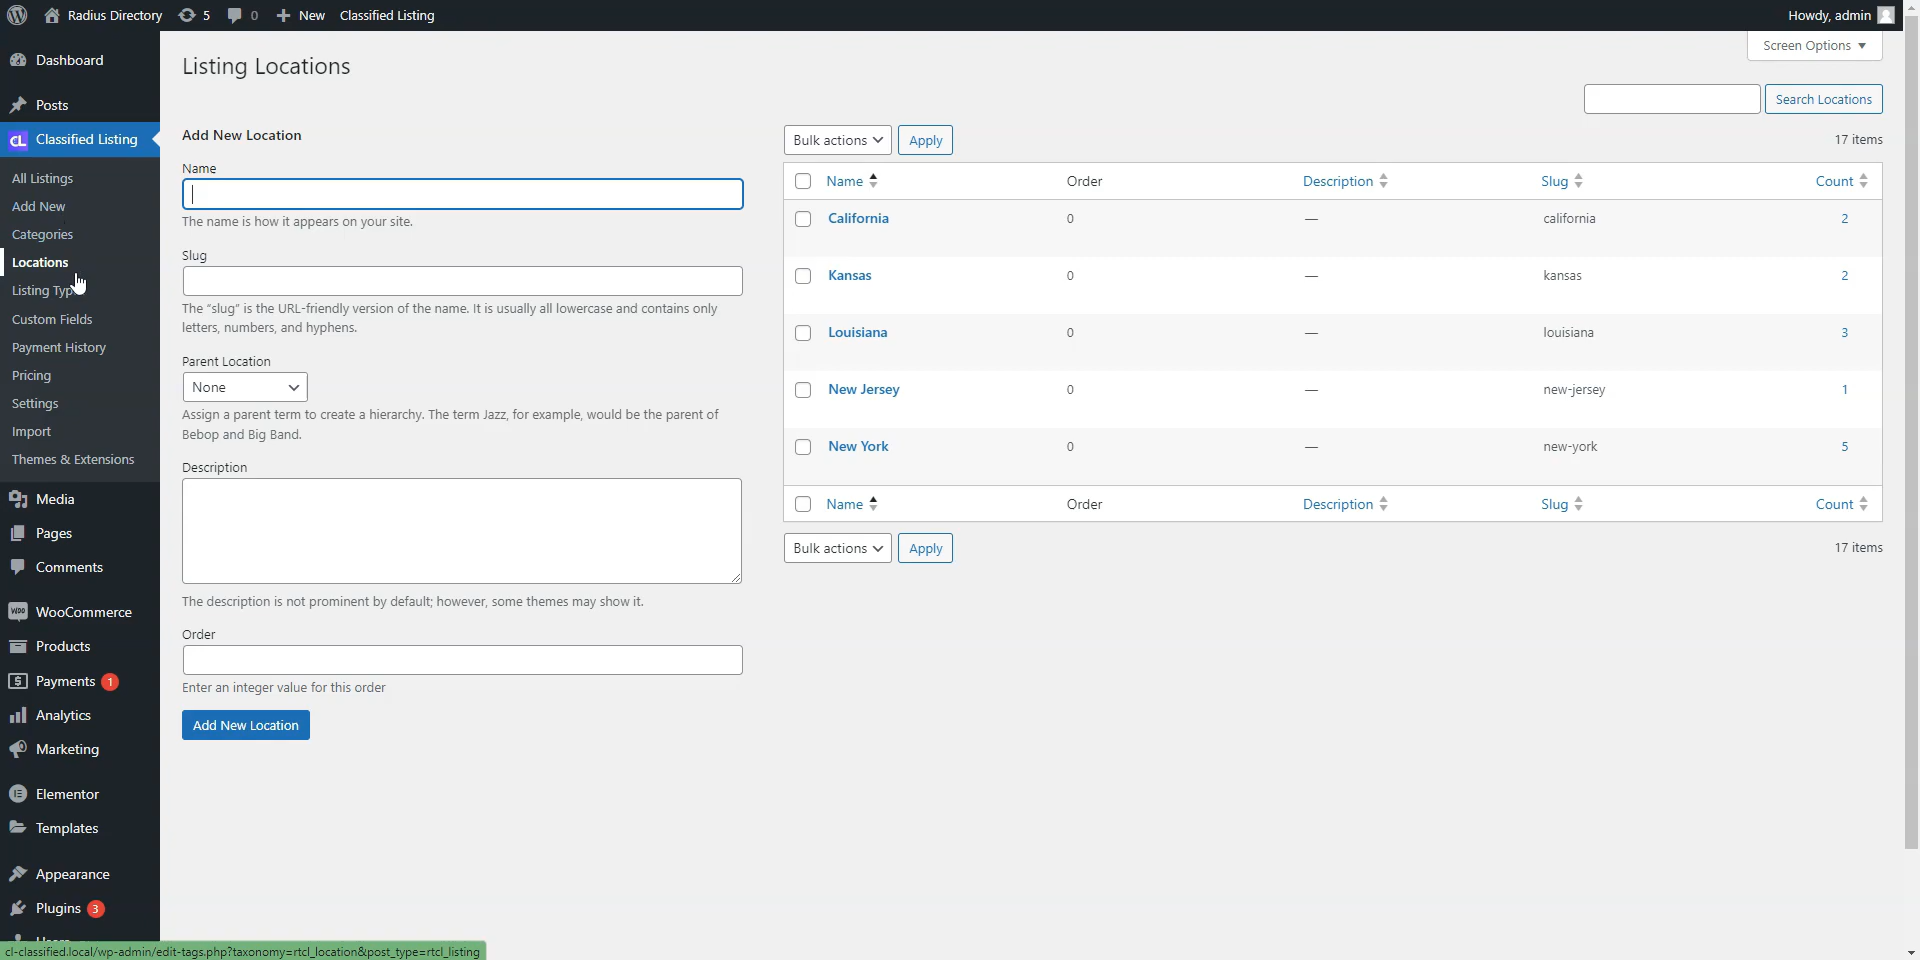 Radius Directory 5 0 New Classified Listing Howdy, admin
Screen Options
Dashboard
Posts
CL Classified Listing
All Listings
Add New
Categories
Locations
Listing Typ
Custom Fields
Payment History
Pricing
Settings
Import
Themes & Extensions
Media
Pages
Comments
WOO WooCommerce
Products
Payments 1
Analytics
Marketing
Elementor
Templates
Appearance
Plugins 3
Listing Locations
Search Locations
Add New Location
Name
The name is how it appears on your site.
Slug
The “slug” is the URL-friendly version of the name. It is usually all lowercase and contains only
letters, numbers, and hyphens.
Parent Location
None
Assign a parent term to create a hierarchy. The term Jazz, for example, would be the parent of
Bebop and Big Band.
Description
The description is not prominent by default; however, some themes may show it.
Order
Enter an integer value for this order
Add New Location
Bulk actions Apply 17 items
Name Order Description Slug Count
California 0 — california 2
Kansas 0 — kansas 2
Louisiana 0 — louisiana 3
New Jersey 0 — new-jersey 1
New York 0 — new-york 5
Name Order Description Slug Count
Bulk actions Apply 17 items
cl-classified.local/wp-admin/edit-tags.php?taxonomy=rtcl_location&post_type=rtcl_listing